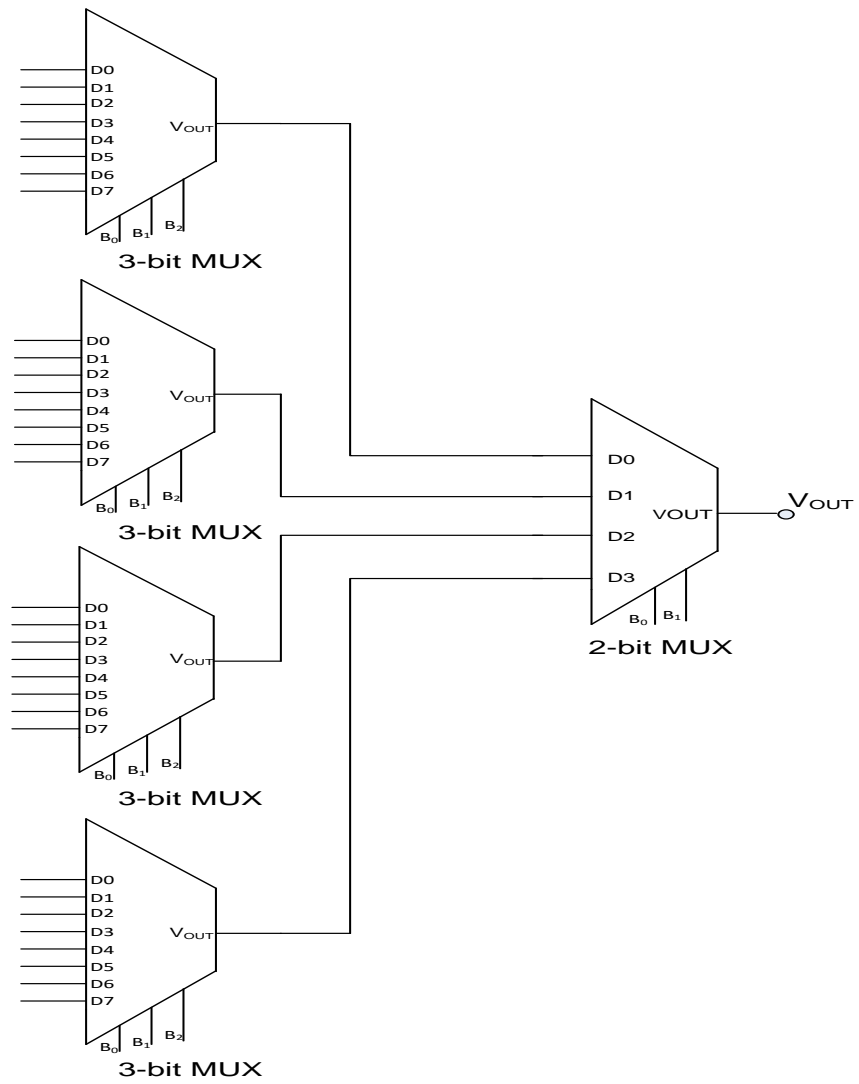 D0
D1
D2
D3
D4
D5
D6
D7
VOUT
B0
B1
B2
3-bit MUX
D0
D1
D2
D3
D4
D5
D6
D7
VOUT
B0
B1
B2
3-bit MUX
D0
D1
D2
D3
D4
D5
D6
D7
VOUT
B0
B1
B2
3-bit MUX
D0
D1
D2
D3
D4
D5
D6
D7
VOUT
B0
B1
B2
3-bit MUX
D0
D1
D2
D3
VOUT
B0
B1
2-bit MUX
VOUT